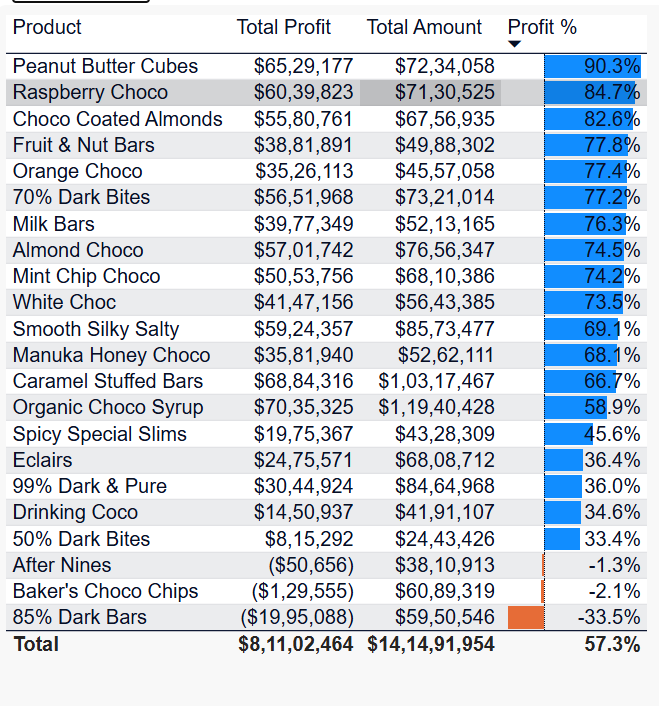 Product Total Profit Total Amount Profit %
Peanut Butter Cubes $65,29,177 $72,34,058 90.3%
Raspberry Choco $60,39,823 $71,30,525 84.7%
Choco Coated Almonds $55,80,761 $67,56,935 82.6%
Fruit & Nut Bars $38,81,891 $49,88,302 77.8%
Orange Choco $35,26,113 $45,57,058 77.4%
70% Dark Bites $56,51,968 $73,21,014 77.2%
Milk Bars $39,77,349 $52,13,165 76.3%
Almond Choco $57,01,742 $76,56,347 74.5%
Mint Chip Choco $50,53,756 $68,10,386 74.2%
White Choc $41,47,156 $56,43,385 73.5%
Smooth Silky Salty $59,24,357 $85,73,477 69.1%
Manuka Honey Choco $35,81,940 $52,62,111 68.1%
Caramel Stuffed Bars $68,84,316 $1,03,17,467 66.7%
Organic Choco Syrup $70,35,325 $1,19,40,428 58.9%
Spicy Special Slims $19,75,367 $43,28,309 45.6%
Eclairs $24,75,571 $68,08,712 36.4%
99% Dark & Pure $30,44,924 $84,64,968 36.0%
Drinking Coco $14,50,937 $41,91,107 34.6%
50% Dark Bites $8,15,292 $24,43,426 33.4%
After Nines ($50,656) $38,10,913 -1.3%
Baker's Choco Chips ($1,29,555) $60,89,319 -2.1%
85% Dark Bars ($19,95,088) $59,50,546 -33.5%
Total $8,11,02,464 $14,14,91,954 57.3%